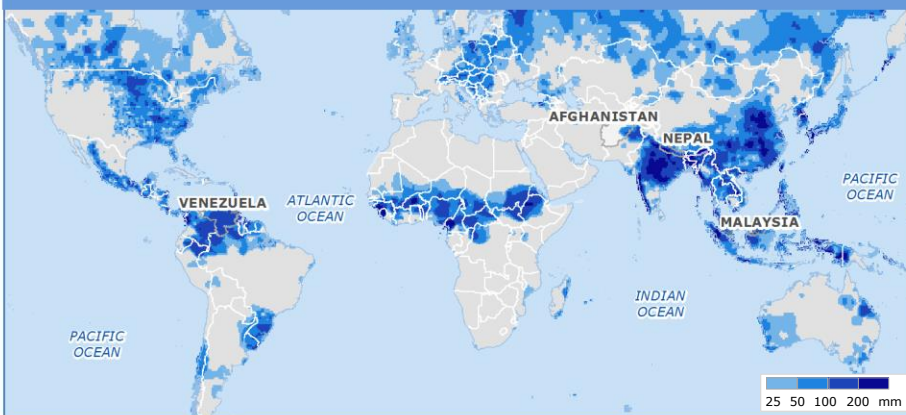 AFGHANISTAN
NEPAL
PACIFIC
OCEAN
VENEZUELA
ATLANTIC
OCEAN
MALAYSIA
INDIAN
OCEAN
PACIFIC
OCEAN
25 50 100 200 mm